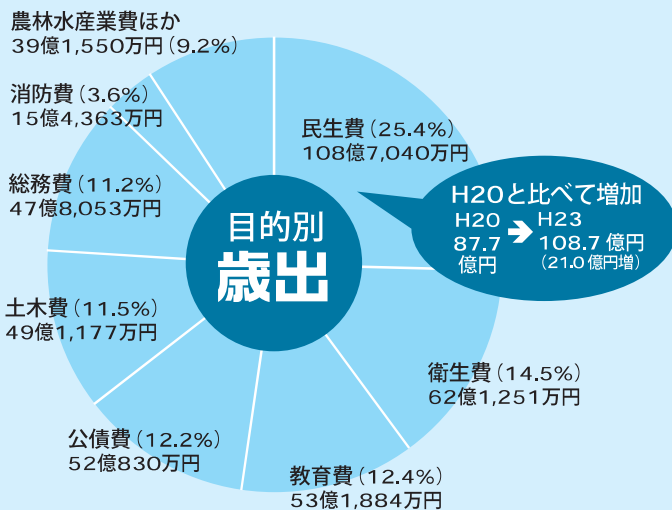 農林水産業費ほか
39億1,550万円(9.2%)
消防費(3.6%)
15億4,363万円
総務費(11.2%)
47億8,053万円
土木費(11.5%)
49億1,177万円
公債費(12.2%)
52億830万円
教育費(12.4%)
53億1,884万円
衛生費(14.5%)
62億1,251万円
民生費(25.4%)
108億7,040万円
H20と比べて増加
H20 H23
87.7 108.7億円
億円 (21.0億円増)
目的別
歳出